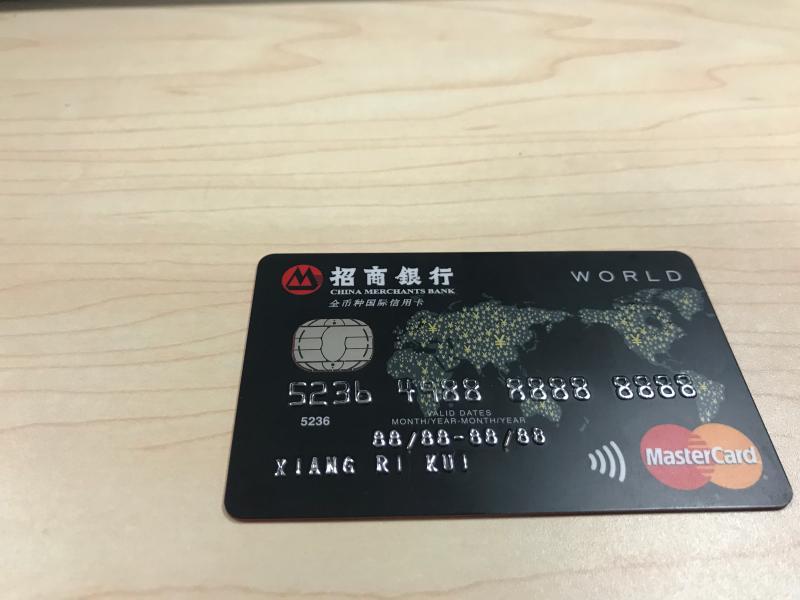 招商銀行
WORLD
CHINA MERCHANTS BANK
全币种国际信用卡
5236 4988 8888 8888
5236
VALID DATES
MONTH/YEAR-MONTH/YEAR
88/88-88/88
XIANG RI KUI
MasterCard